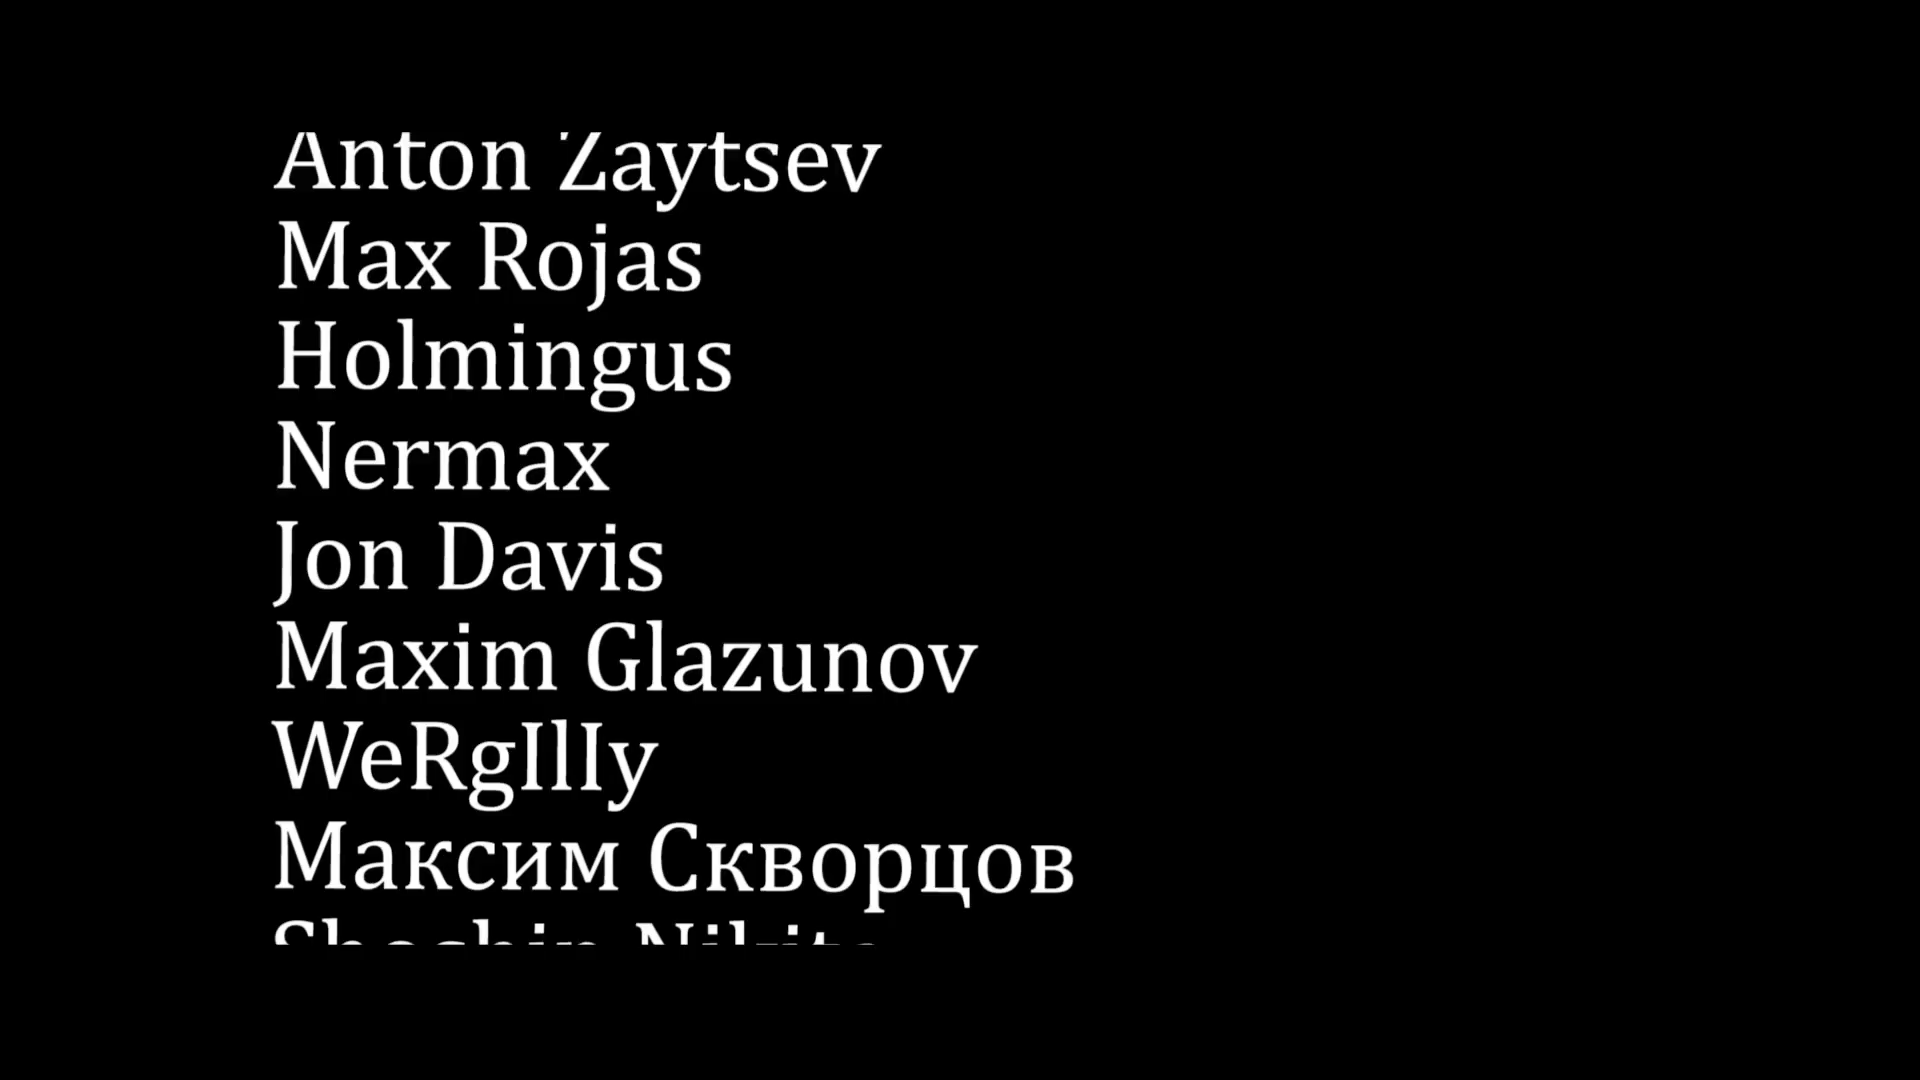 Anton Zaytsev
Max Rojas
Holmingus
Nermax
Jon Davis
Maxim Glazunov
WeRgIlIy
Максим Скворцов